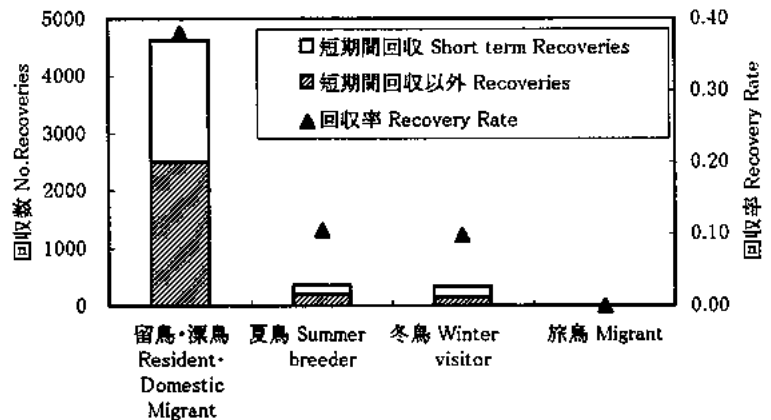 5000
4000
3000
2000
1000
0
回収数 No.Recoveries
0.40
0.30
0.20
0.10
0.00
回収率 Recovery Rate
短期間回収 Short term Recoveries
短期間回収以外 Recoveries
回収率 Recovery Rate
留鳥・漂鳥
Resident・
Domestic
Migrant
夏鳥 Summer
breeder
冬鳥 Winter
visitor
旅鳥 Migrant